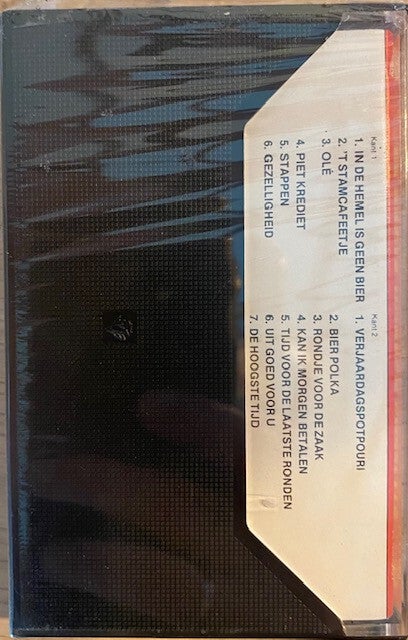 Kant 1
1. IN DE HEMEL IS GEEN BIER
2. 'T STAMCAFEETJE
3. OLÉ
4. PIET KREDIET
5. STAPPEN
6. GEZELLIGHEID
Kant 2
1. VERJAARDAGSPOTPOURI
2. BIER POLKA
3. RONDJE VOOR DE ZAAK
4. KAN IK MORGEN BETALEN
5. TIJD VOOR DE LAATSTE RONDEN
6. UIT GOED VOOR U
7. DE HOOGSTE TIJD